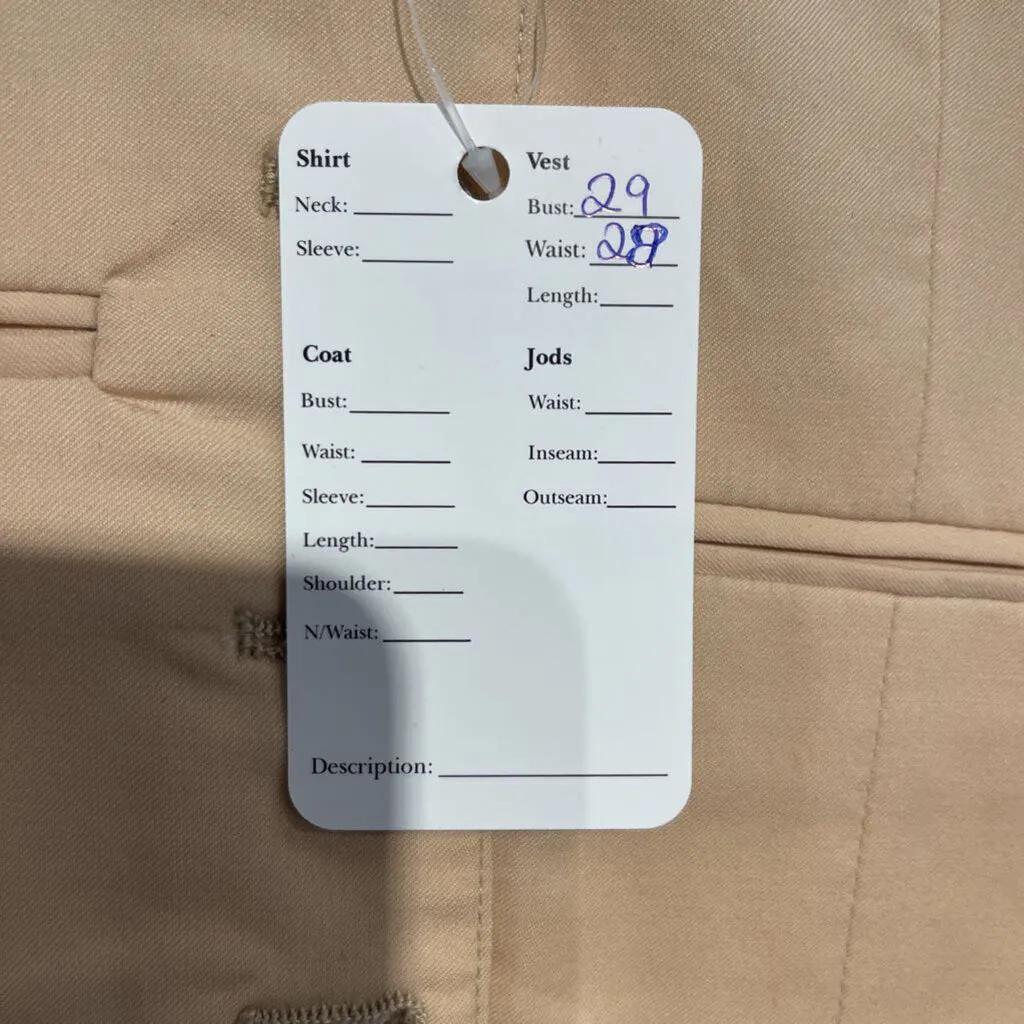 Shirt
Neck:
Sleeve:
Vest
Bust: 29
Waist:
Length:
Coat
Bust:
Waist:
Sleeve:
Length:
Shoulder:
N/Waist:
Jods
Waist:
Inseam:
Outseam:
Description: